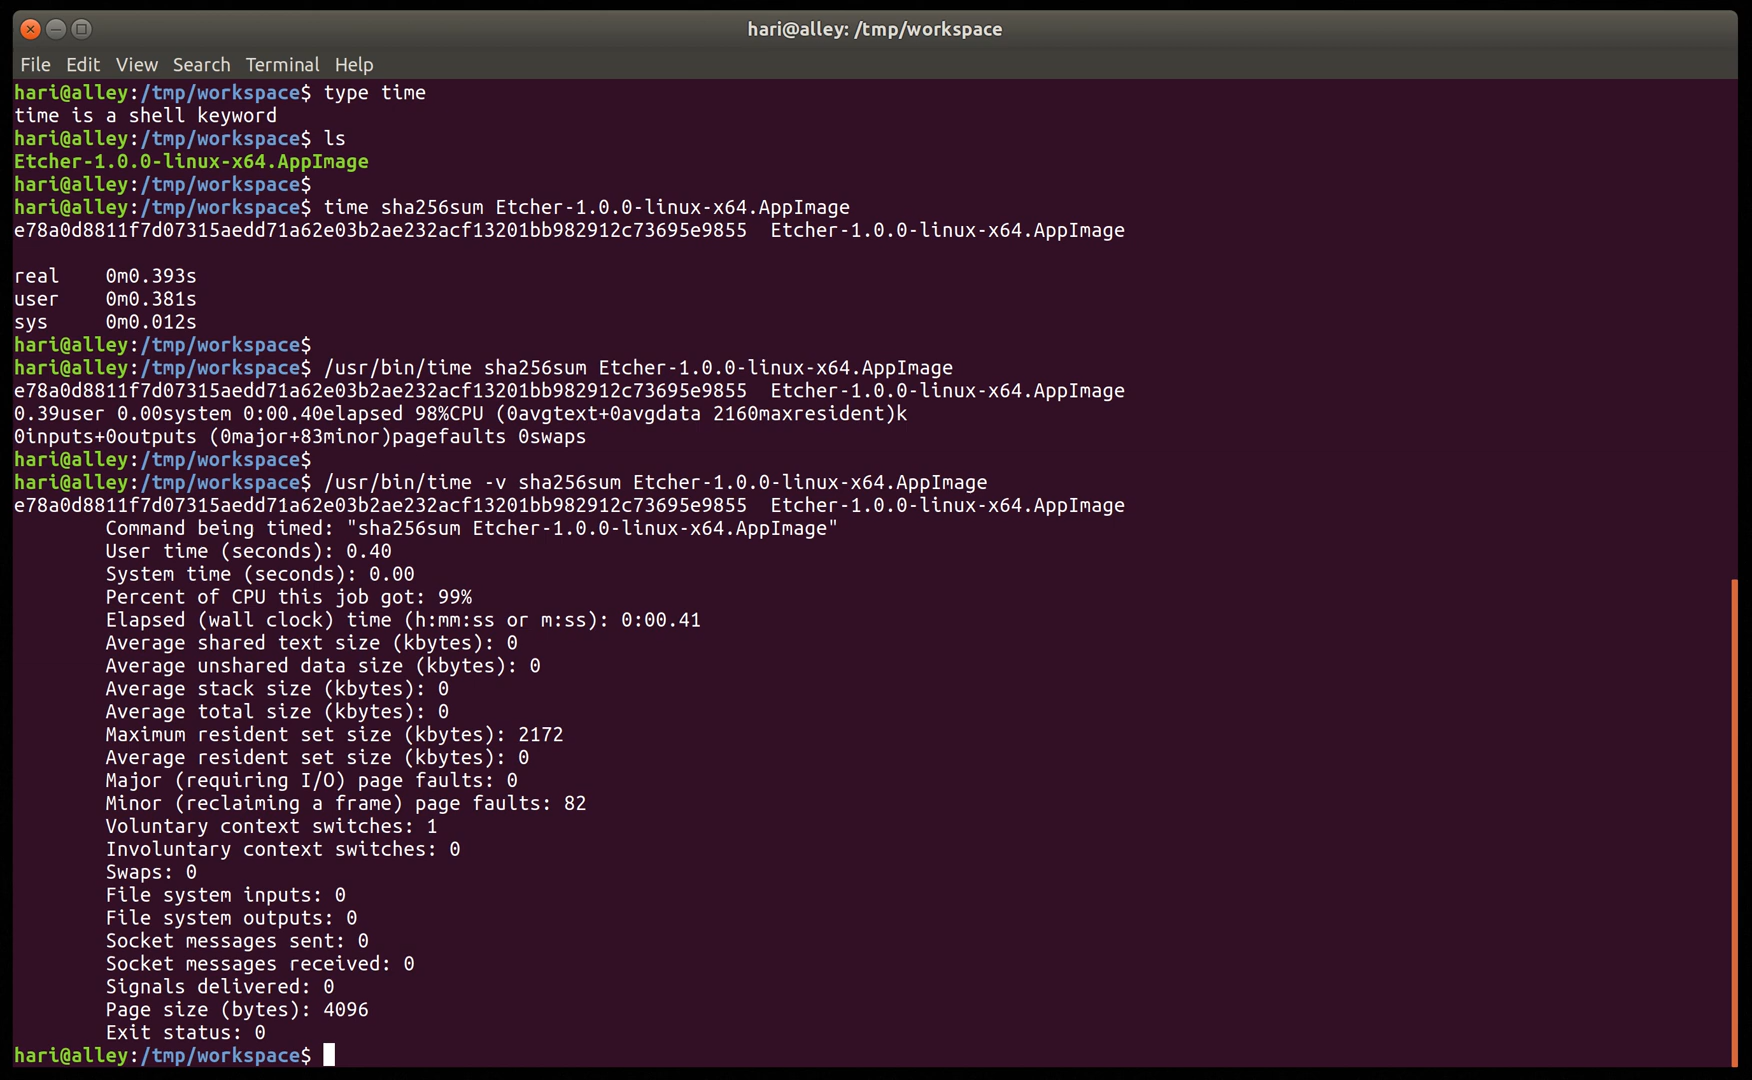 hari@alley: /tmp/workspace
File Edit View Search Terminal Help
hari@alley:/tmp/workspace$ type time
time is a shell keyword
hari@alley:/tmp/workspace$ ls
Etcher-1.0.0-linux-x64.AppImage
hari@alley:/tmp/workspace$
hari@alley:/tmp/workspace$ time sha256sum Etcher-1.0.0-linux-x64.AppImage
e78a0d8811f7d07315aedd71a62e03b2ae232acf13201bb982912c73695e9855  Etcher-1.0.0-linux-x64.AppImage

real    0m0.393s
user    0m0.381s
sys     0m0.012s
hari@alley:/tmp/workspace$
hari@alley:/tmp/workspace$ /usr/bin/time sha256sum Etcher-1.0.0-linux-x64.AppImage
e78a0d8811f7d07315aedd71a62e03b2ae232acf13201bb982912c73695e9855  Etcher-1.0.0-linux-x64.AppImage
0.39user 0.00system 0:00.40elapsed 98%CPU (0avgtext+0avgdata 2160maxresident)k
0inputs+0outputs (0major+83minor)pagefaults 0swaps
hari@alley:/tmp/workspace$
hari@alley:/tmp/workspace$ /usr/bin/time -v sha256sum Etcher-1.0.0-linux-x64.AppImage
e78a0d8811f7d07315aedd71a62e03b2ae232acf13201bb982912c73695e9855  Etcher-1.0.0-linux-x64.AppImage
        Command being timed: "sha256sum Etcher-1.0.0-linux-x64.AppImage"
        User time (seconds): 0.40
        System time (seconds): 0.00
        Percent of CPU this job got: 99%
        Elapsed (wall clock) time (h:mm:ss or m:ss): 0:00.41
        Average shared text size (kbytes): 0
        Average unshared data size (kbytes): 0
        Average stack size (kbytes): 0
        Average total size (kbytes): 0
        Maximum resident set size (kbytes): 2172
        Average resident set size (kbytes): 0
        Major (requiring I/O) page faults: 0
        Minor (reclaiming a frame) page faults: 82
        Voluntary context switches: 1
        Involuntary context switches: 0
        Swaps: 0
        File system inputs: 0
        File system outputs: 0
        Socket messages sent: 0
        Socket messages received: 0
        Signals delivered: 0
        Page size (bytes): 4096
        Exit status: 0
hari@alley:/tmp/workspace$